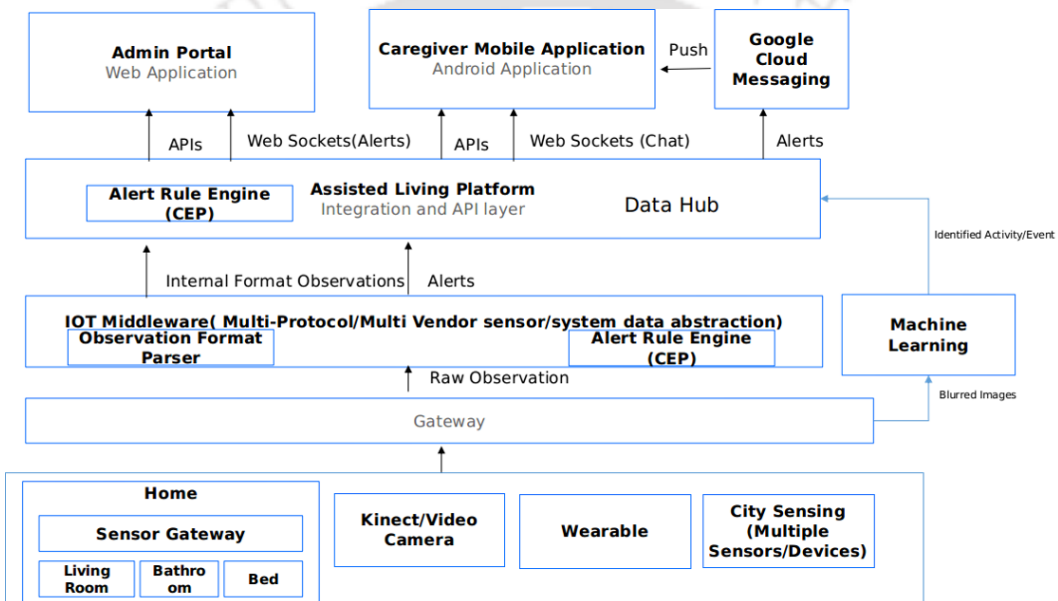 Admin Portal
Web Application
Caregiver Mobile Application
Android Application
Push
Google
Cloud
Messaging
APIs
Web Sockets(Alerts)
APIs
Web Sockets (Chat)
Alerts
Alert Rule Engine
(CEP)
Assisted Living Platform
Integration and API layer
Data Hub
Identified Activity/Event
Internal Format Observations
Alerts
IOT Middleware( Multi-Protocol/Multi Vendor sensor/system data abstraction)
Observation Format
Parser
Alert Rule Engine
(CEP)
Machine
Learning
Raw Observation
Blurred Images
Gateway
Home
Sensor Gateway
Living
Room
Bathro
om
Bed
Kinect/Video
Camera
Wearable
City Sensing
(Multiple
Sensors/Devices)